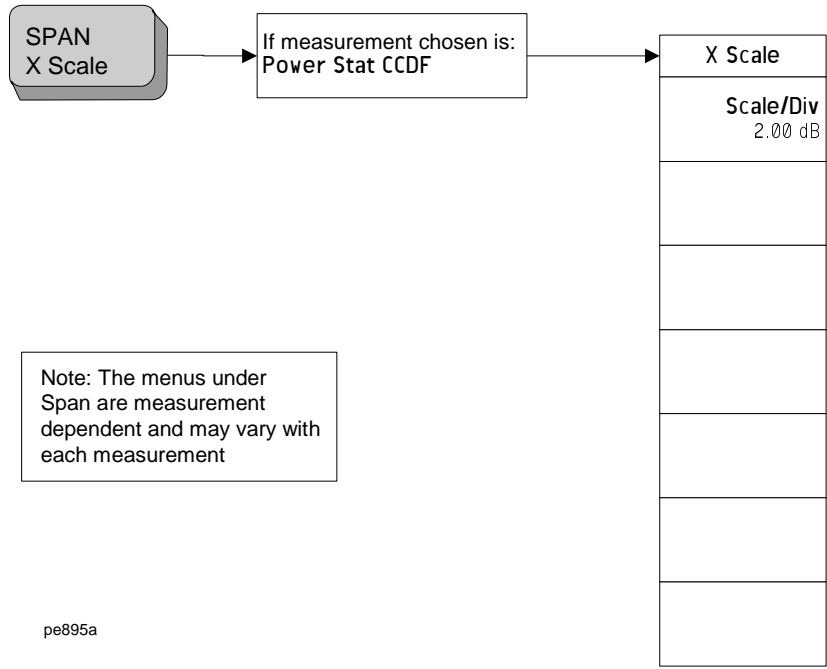 SPAN
X Scale
If measurement chosen is:
Power Stat CCDF
X Scale
Scale/Div
2.00 dB
Note: The menus under
Span are measurement
dependent and may vary with
each measurement
pe895a